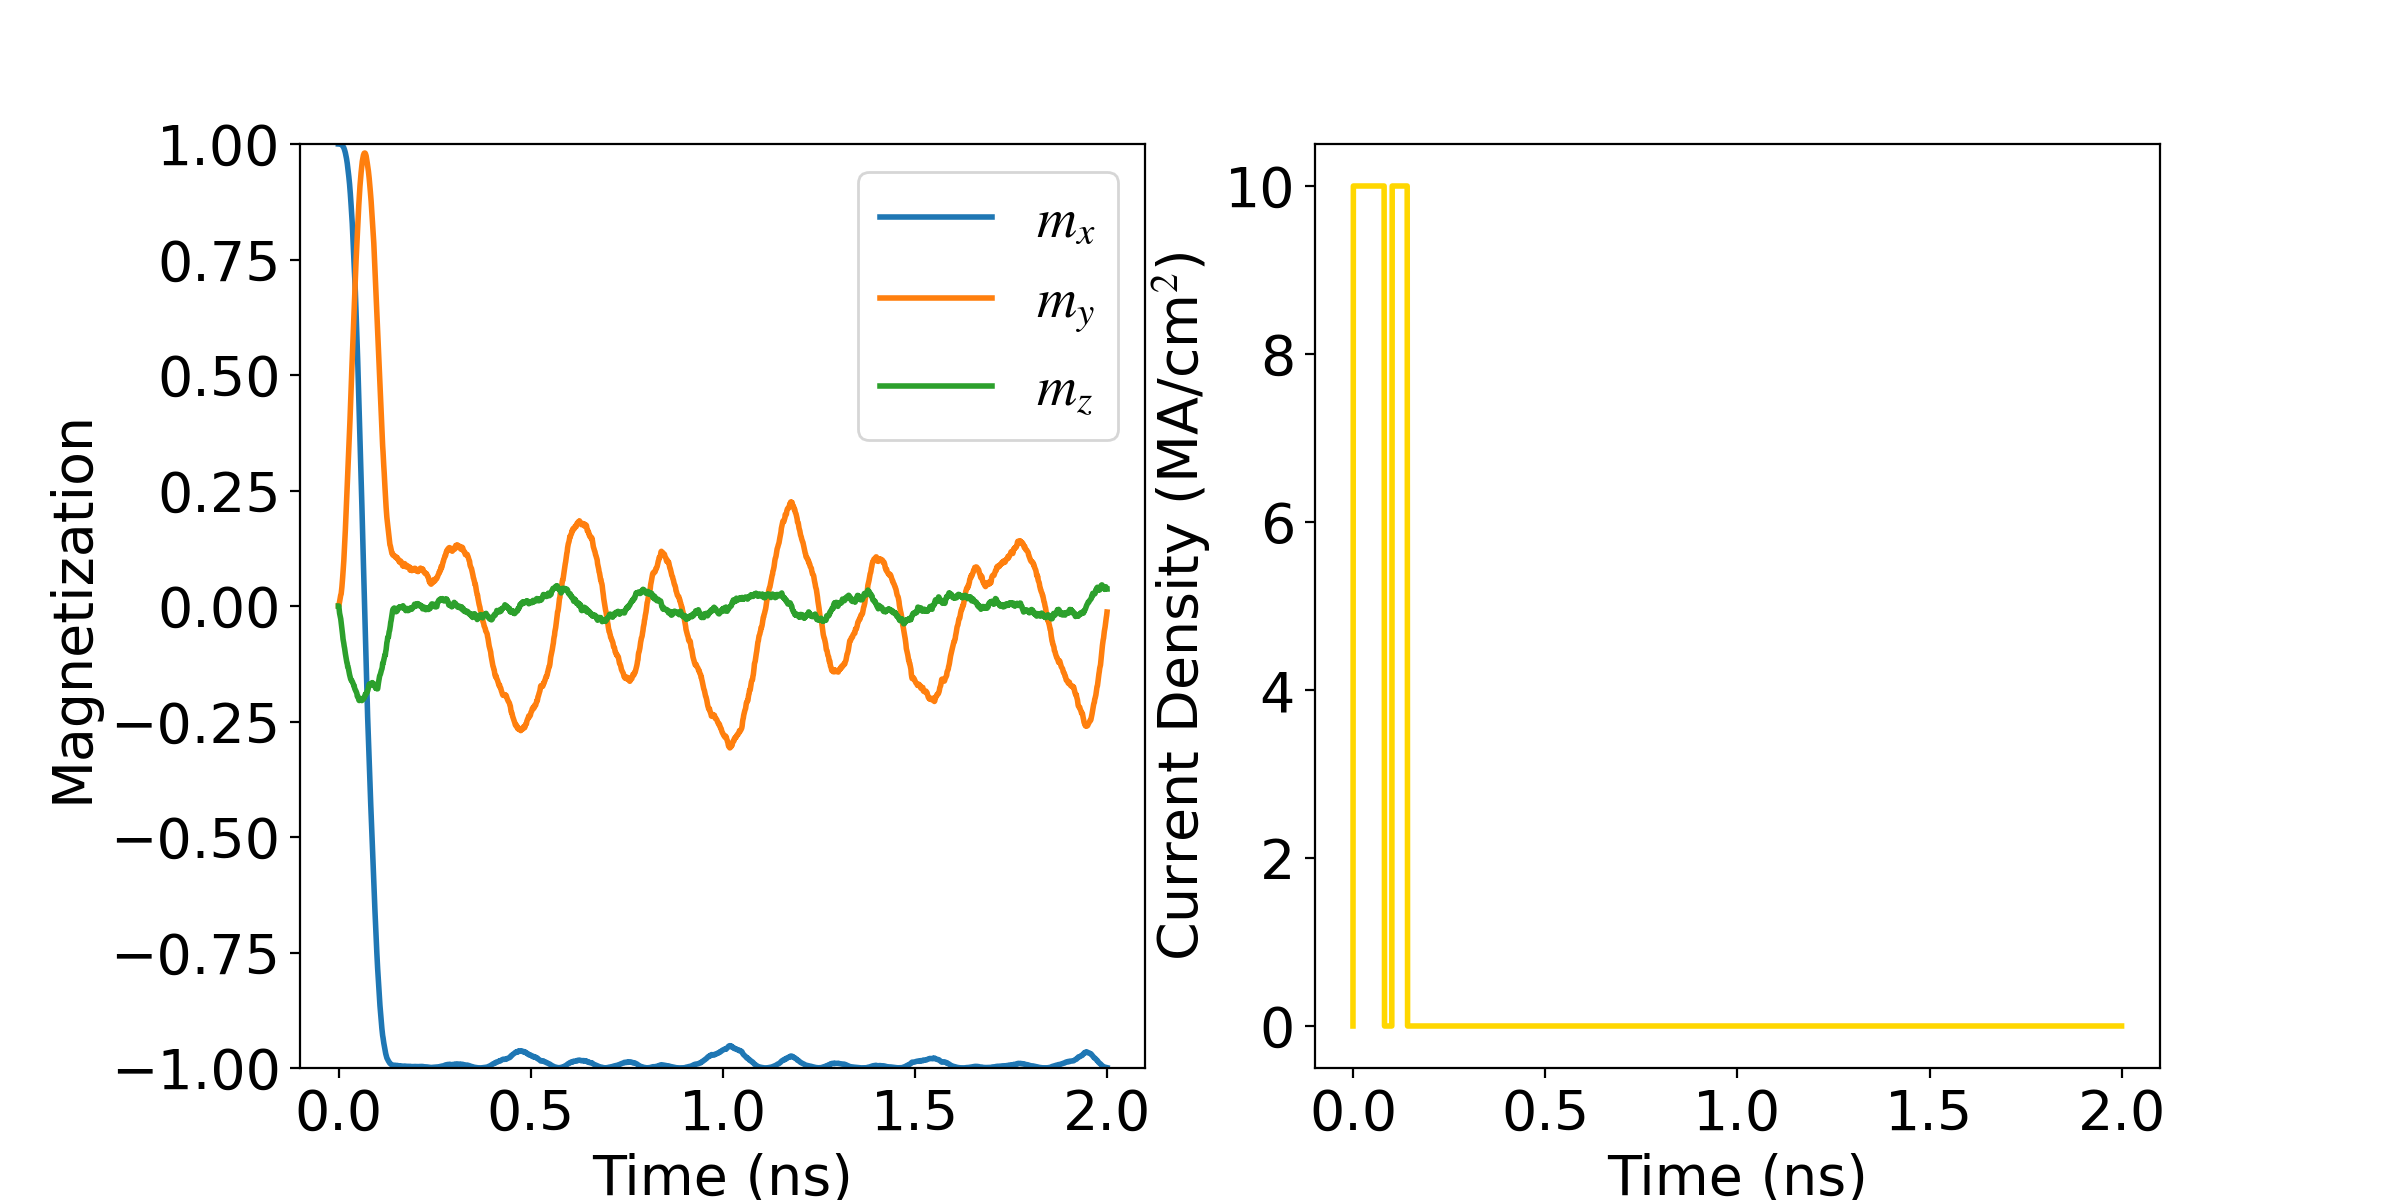 Magnetization
1.00
0.75
0.50
0.25
0.00
−0.25
−0.50
−0.75
−1.00
0.0 0.5 1.0 1.5 2.0
Time (ns)
m_x
m_y
m_z
Current Density (MA/cm²)
10
8
6
4
2
0
0.0 0.5 1.0 1.5 2.0
Time (ns)